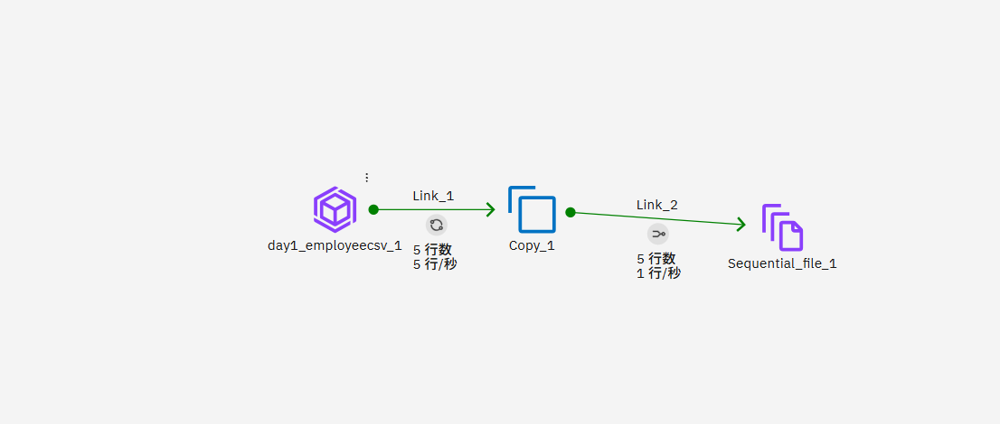 Link_1
day1_employeecsv_1
5 行数
5 行/秒
Copy_1
Link_2
5 行数
1 行/秒
Sequential_file_1